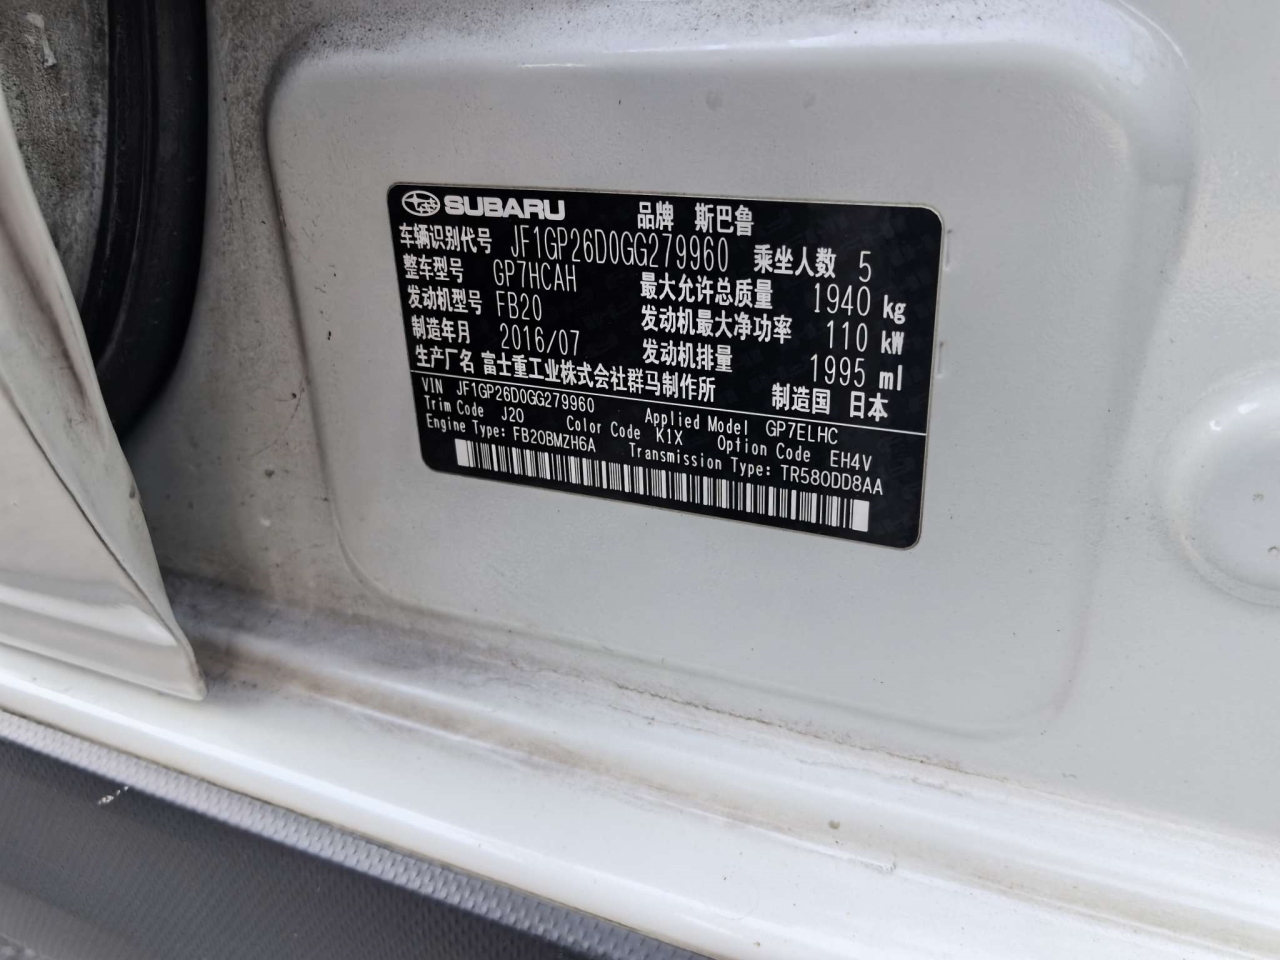 SUBARU 品牌 斯巴鲁
车辆识别代号 JF1GP26D0GG279960 乘坐人数 5
整车型号 GP7HCAH 最大允许总质量 1940 kg
发动机型号 FB20 发动机最大净功率 110 kW
制造年月 2016/07 发动机排量 1995 ml
生产厂名 富士重工业株式会社群马制作所 制造国 日本
VIN JF1GP26D0GG279960 Applied Model GP7ELHC
Trim Code J20 Color Code K1X Option Code EH4V
Engine Type: FB20BMZH6A Transmission Type: TR580DD8AA